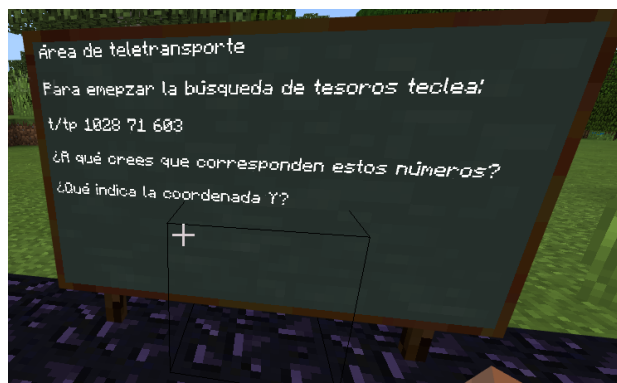 Área de teletransporte
Para emepzar la búsqueda de tesoros teclea:
t/tp 1028 71 603
¿A qué crees que corresponden estos números?
¿Qué indica la coordenada Y?